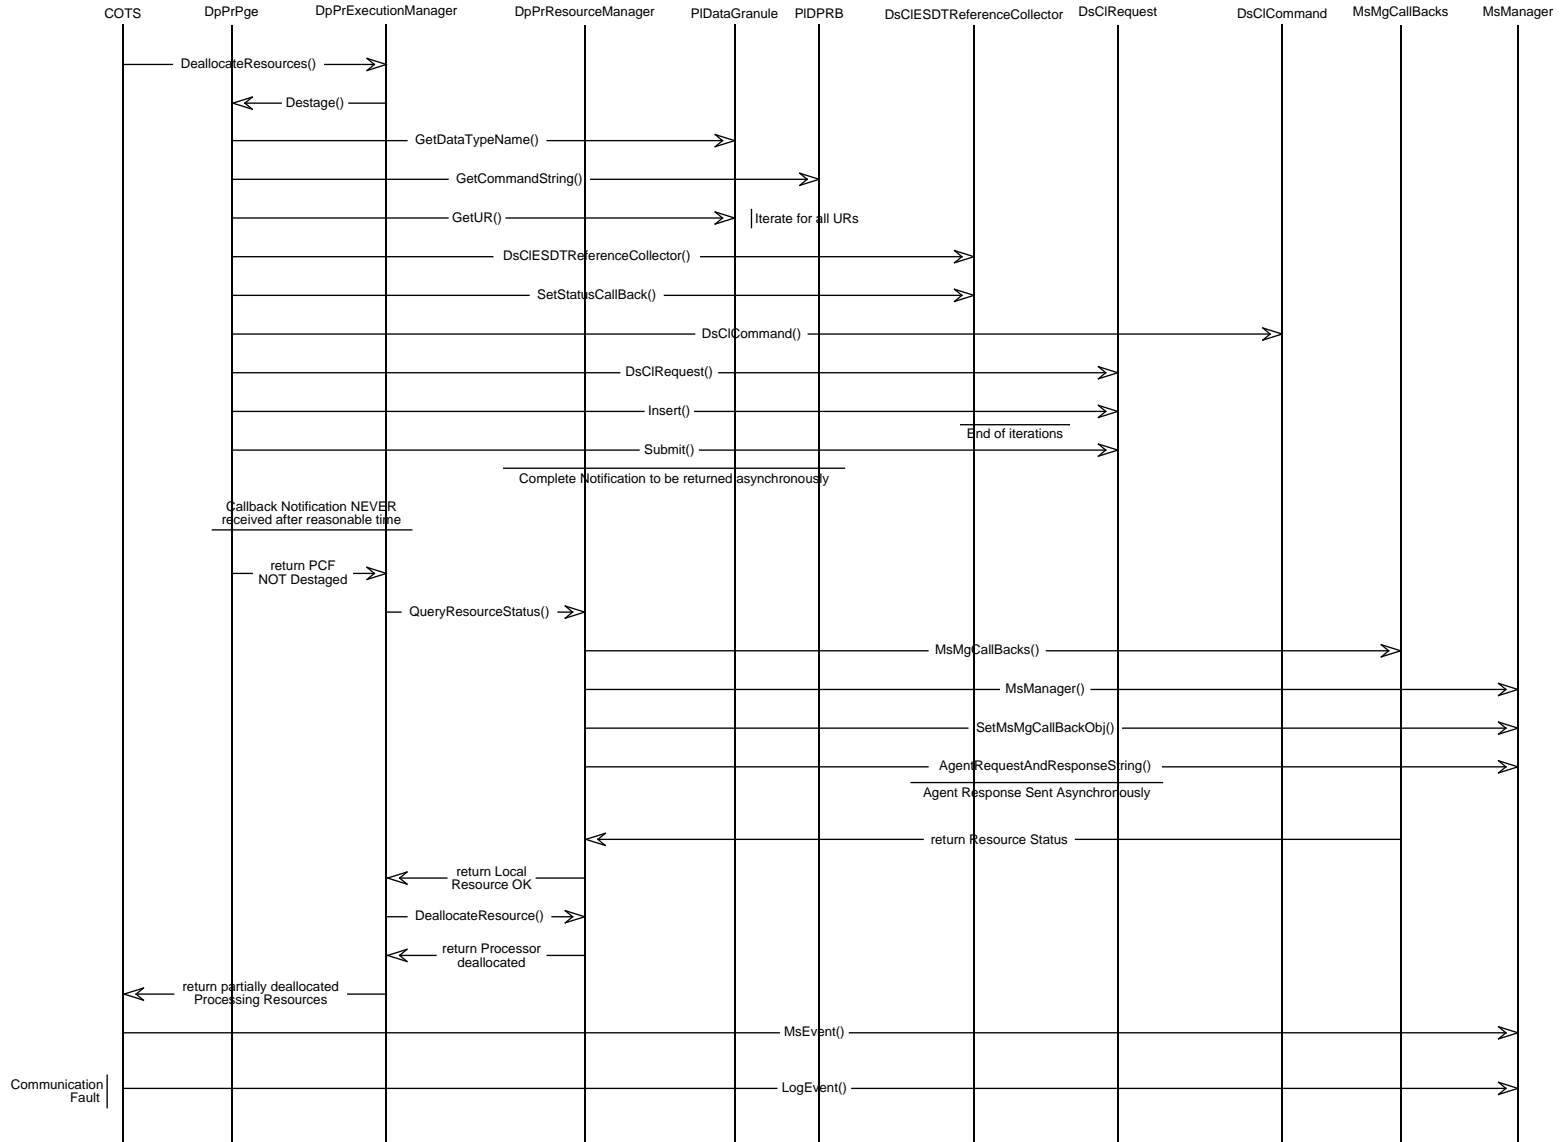 COTS
DpPrPge
DpPrExecutionManager
DpPrResourceManager
PlDataGranule
PlDPRB
DsClESDTReferenceCollector
DsClRequest
DsClCommand
MsMgCallBacks
MsManager
DeallocateResources()
Destage()
GetDataTypeName()
GetCommandString()
GetUR()
Iterate for all URs
DsClESDTReferenceCollector()
SetStatusCallBack()
DsClCommand()
DsClRequest()
Insert()
End of iterations
Submit()
Complete Notification to be returned asynchronously
Callback Notification NEVER
received after reasonable time
return PCF
NOT Destaged
QueryResourceStatus()
MsMgCallBacks()
MsManager()
SetMsMgCallBackObj()
AgentRequestAndResponseString()
Agent Response Sent Asynchronously
return Resource Status
return Local
Resource OK
DeallocateResource()
return Processor
deallocated
return partially deallocated
Processing Resources
MsEvent()
Communication
Fault
LogEvent()